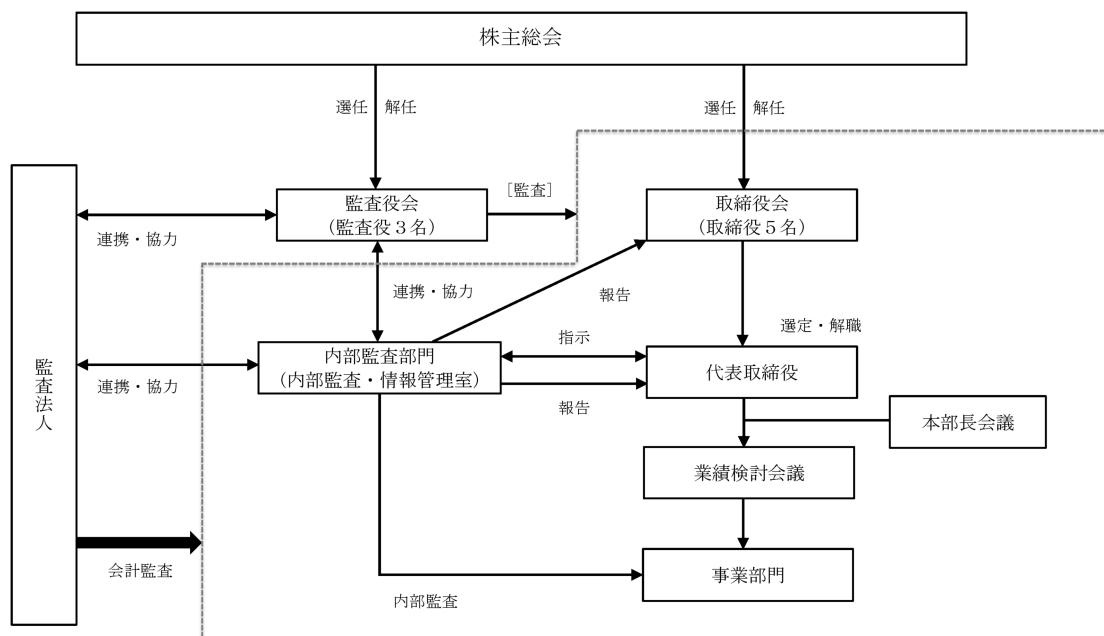 株主総会
選任 解任
選任 解任
[監査]
監査役会
（監査役３名）
取締役会
（取締役５名）
連携・協力
連携・協力
報告
選定・解職
指示
内部監査部門
（内部監査・情報管理室）
代表取締役
連携・協力
報告
監査法人
本部長会議
業績検討会議
会計監査
事業部門
内部監査